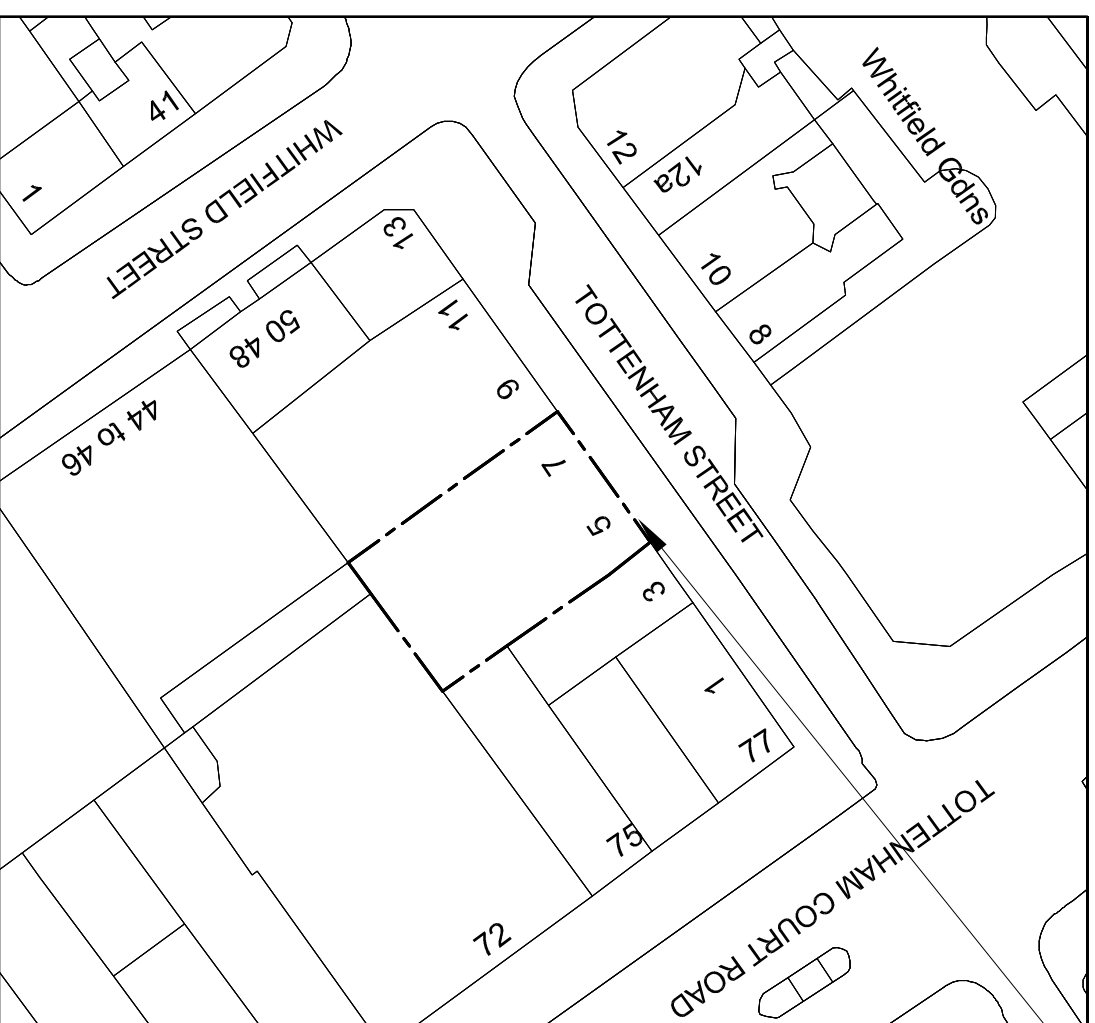 41
1
WHITFIELD STREET
Whitfield Gdns
12
12a
13
10
11
50 48
8
9
44 to 46
TOTTENHAM STREET
7
5
3
1
77
75
72
TOTTENHAM COURT ROAD